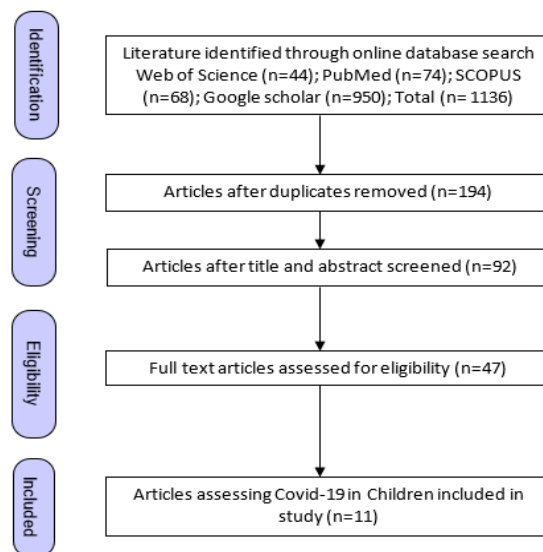 Identification
Literature identified through online database search
Web of Science (n=44); PubMed (n=74); SCOPUS
(n=68); Google scholar (n=950); Total (n= 1136)
Screening
Articles after duplicates removed (n=194)
Articles after title and abstract screened (n=92)
Eligibility
Full text articles assessed for eligibility (n=47)
Included
Articles assessing Covid-19 in Children included in
study (n=11)